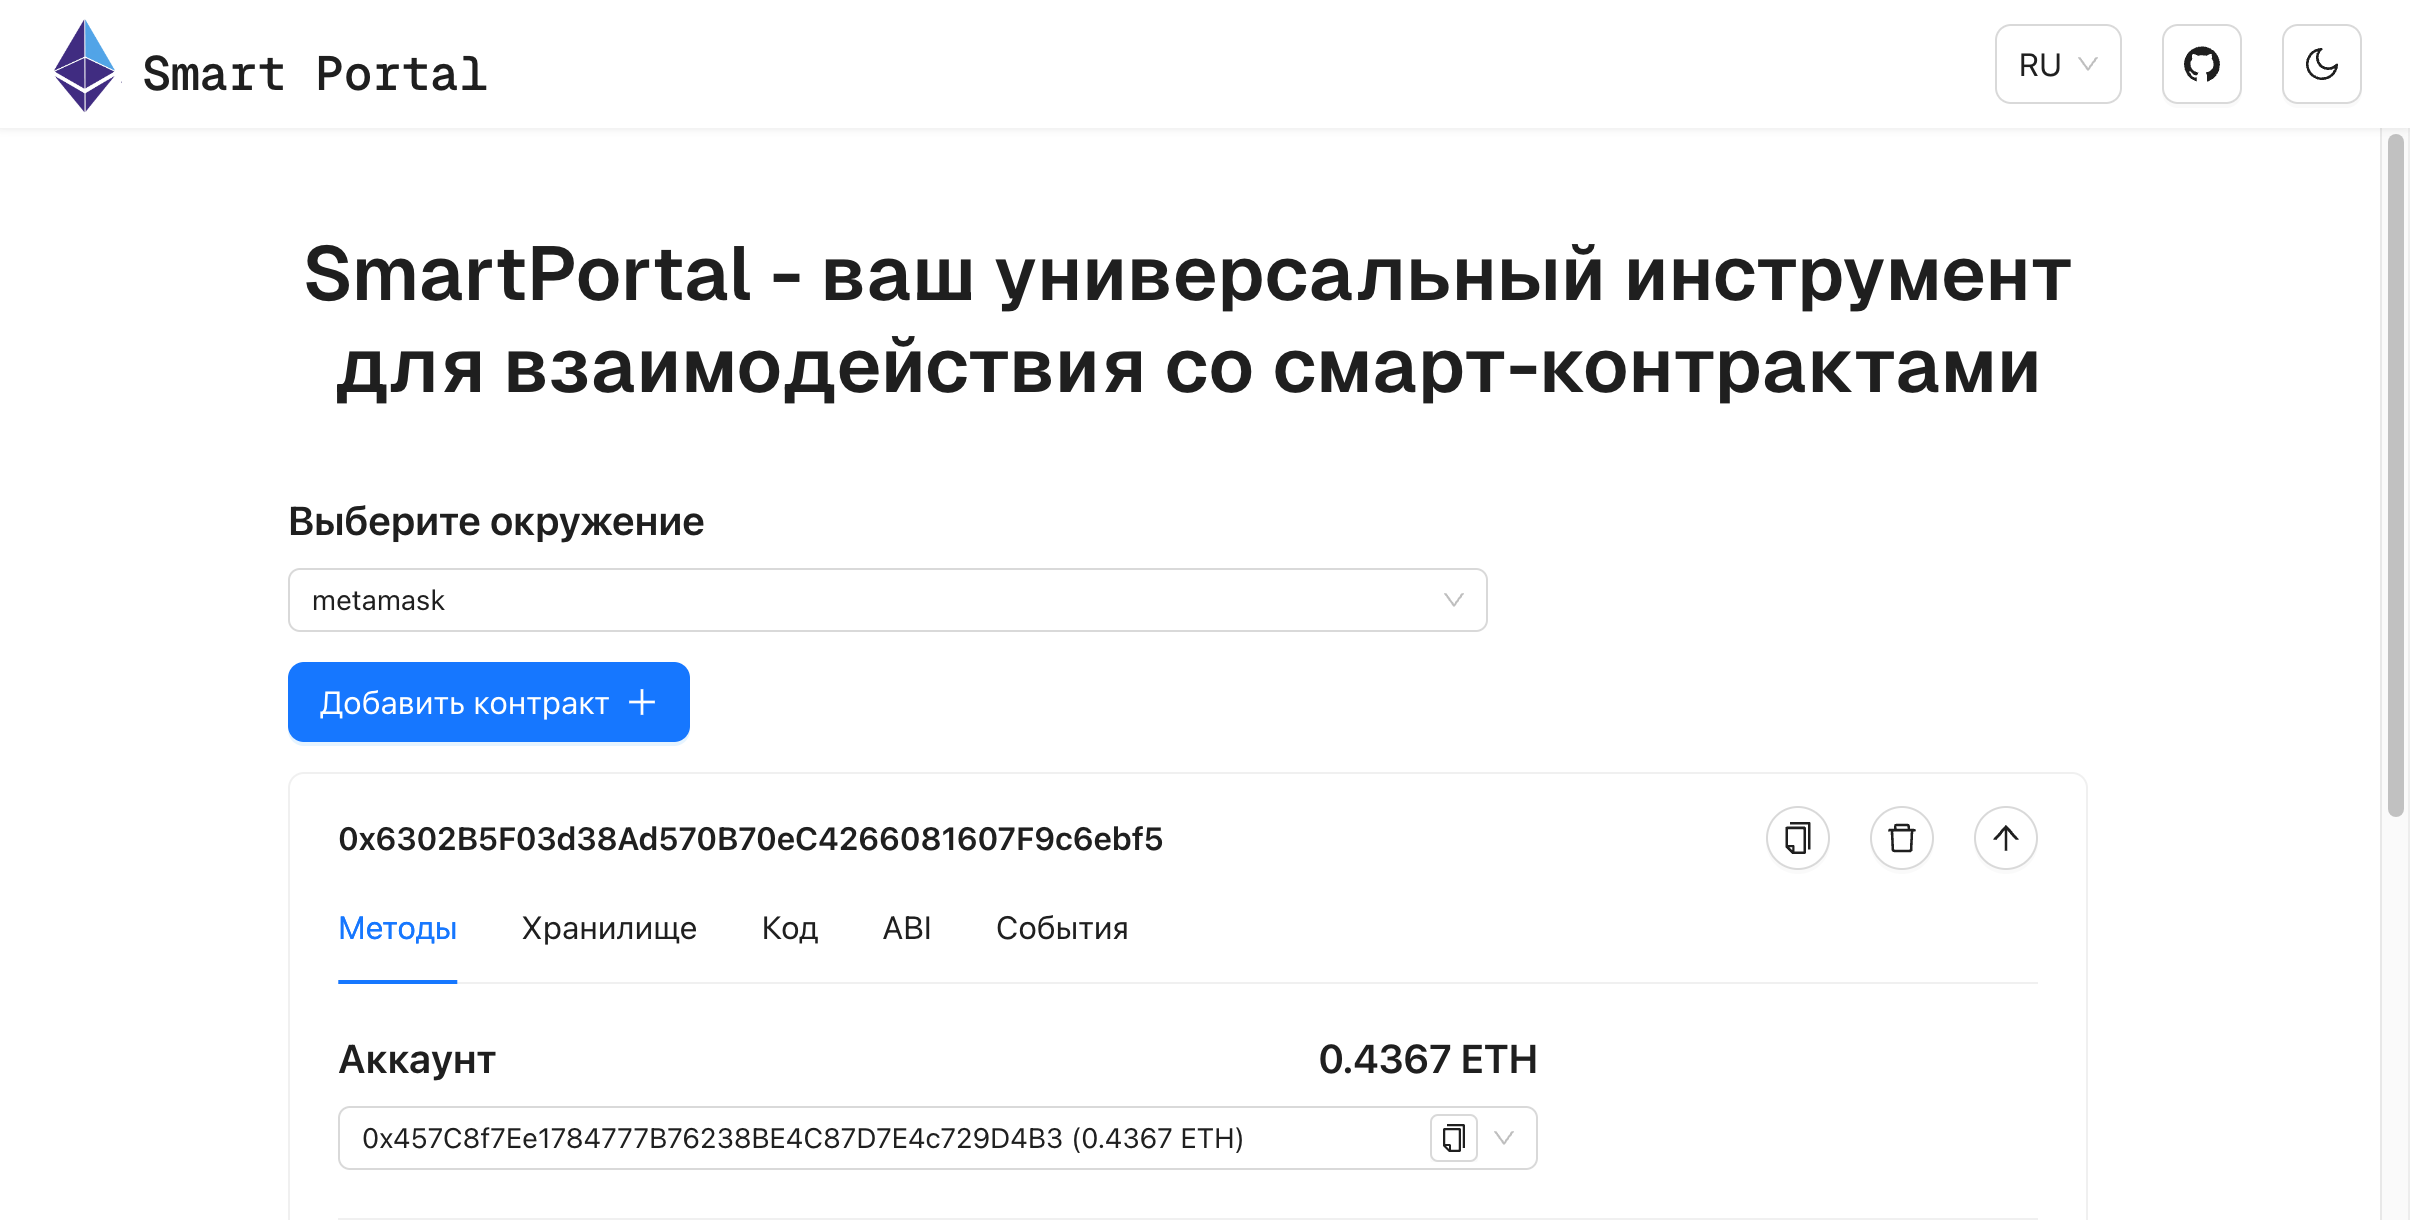 Smart Portal
RU
SmartPortal - ваш универсальный инструмент
для взаимодействия со смарт-контрактами
Выберите окружение
metamask
Добавить контракт
0x6302B5F03d38Ad570B70eC4266081607F9c6ebf5
Методы Хранилище Код ABI События
Аккаунт 0.4367 ETH
0x457C8f7Ee1784777B76238BE4C87D7E4c729D4B3 (0.4367 ETH)